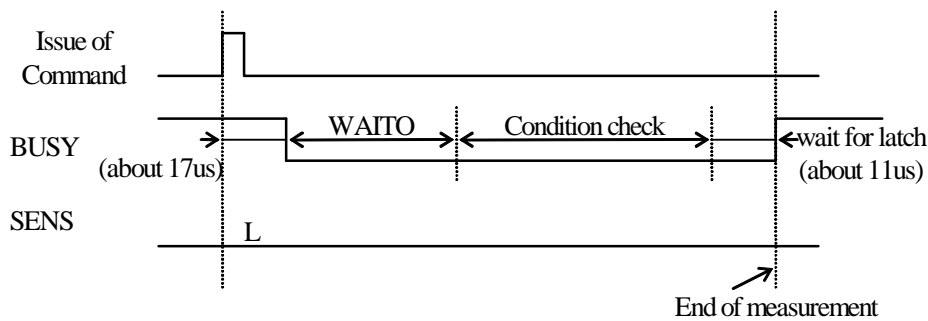 Issue of
Command
BUSY
WAITO
Condition check
wait for latch
(about 17us)
(about 11us)
SENS
L
End of measurement